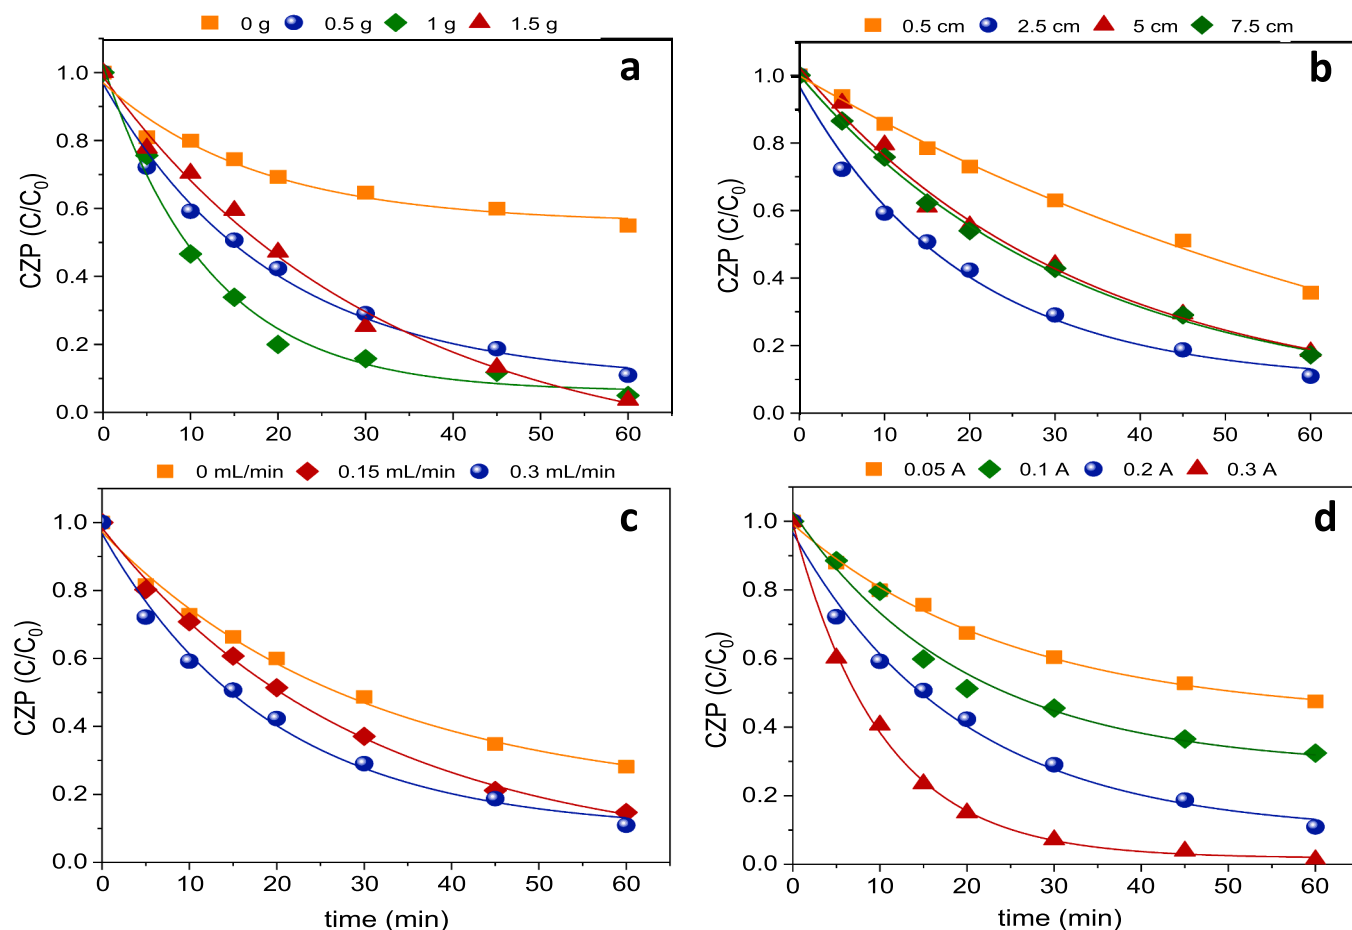 0 g 0.5 g 1 g 1.5 g
a
1.0
0.8
0.6
0.4
0.2
0.0
CZP (C/C₀)
0 10 20 30 40 50 60
0.5 cm 2.5 cm 5 cm 7.5 cm
b
1.0
0.8
0.6
0.4
0.2
0.0
CZP (C/C₀)
0 10 20 30 40 50 60
0 mL/min 0.15 mL/min 0.3 mL/min
c
1.0
0.8
0.6
0.4
0.2
0.0
CZP (C/C₀)
0 10 20 30 40 50 60
time (min)
0.05 A 0.1 A 0.2 A 0.3 A
d
1.0
0.8
0.6
0.4
0.2
0.0
CZP (C/C₀)
0 10 20 30 40 50 60
time (min)